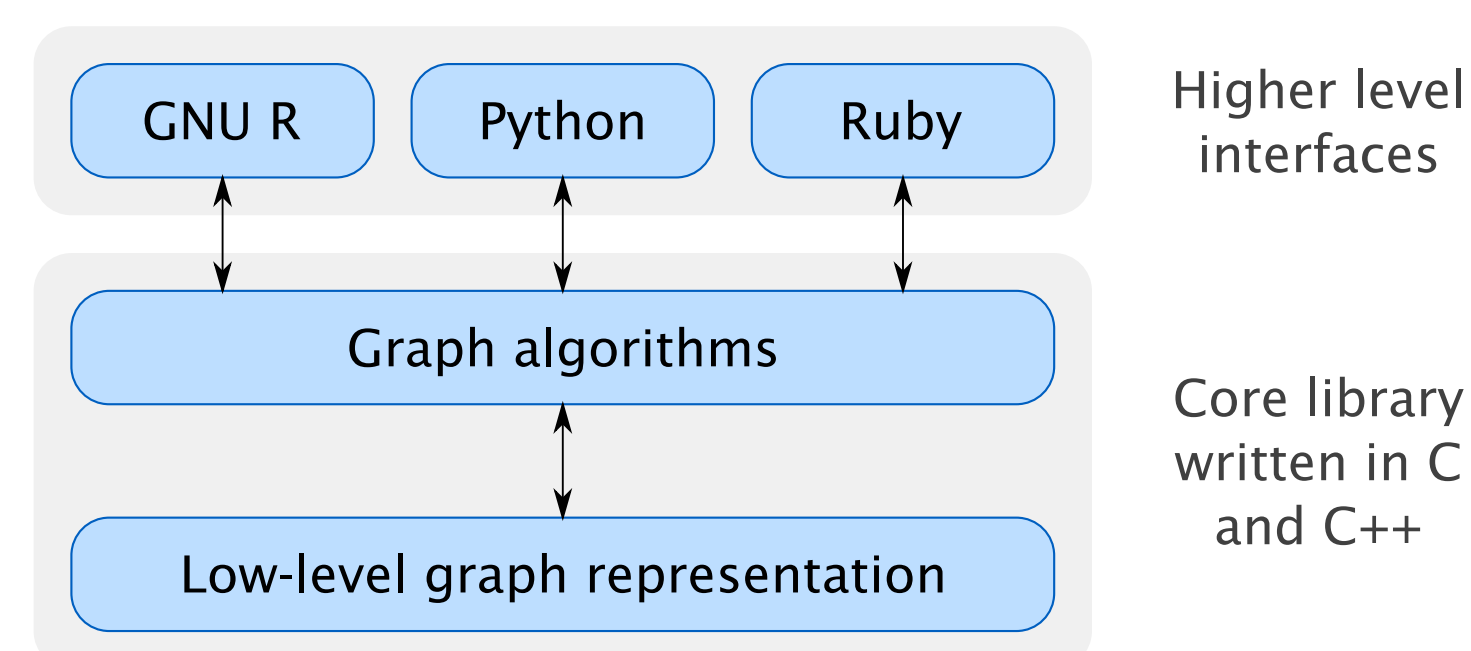 GNU R
Python
Ruby
Higher level
interfaces
Graph algorithms
Core library
written in C
and C++
Low-level graph representation